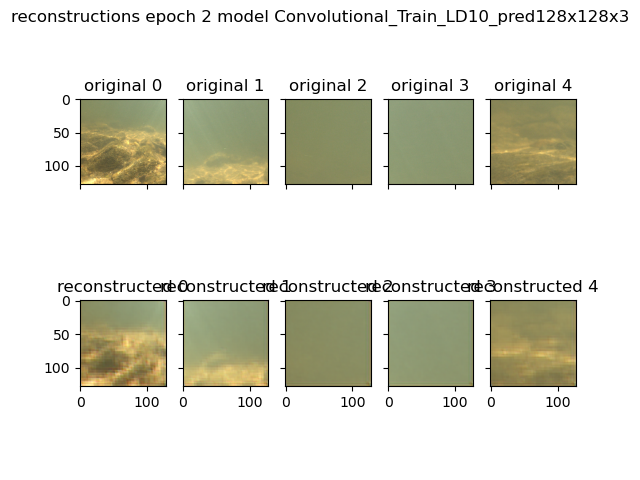 reconstructions epoch 2 model Convolutional_Train_LD10_pred128x128x3
original 0 original 1 original 2 original 3 original 4
0
50
100
reconstructed 0 reconstructed 1 reconstructed 2 reconstructed 3 reconstructed 4
0
50
100
0 100 0 100 0 100 0 100 0 100